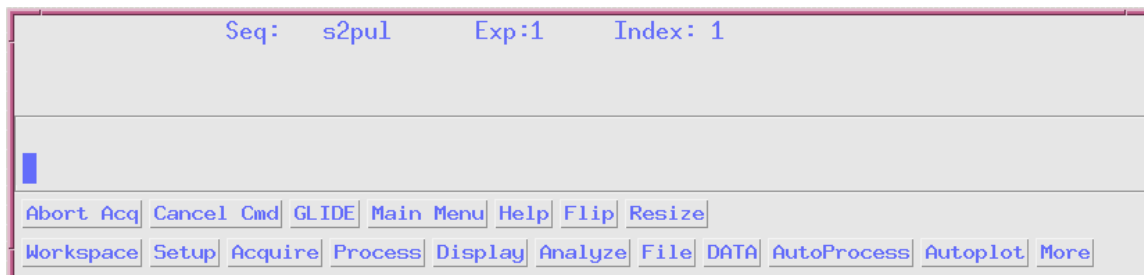 Seq: s2pul Exp:1 Index: 1
Abort Acq Cancel Cmd GLIDE Main Menu Help Flip Resize
Workspace Setup Acquire Process Display Analyze File DATA AutoProcess Autoplot More